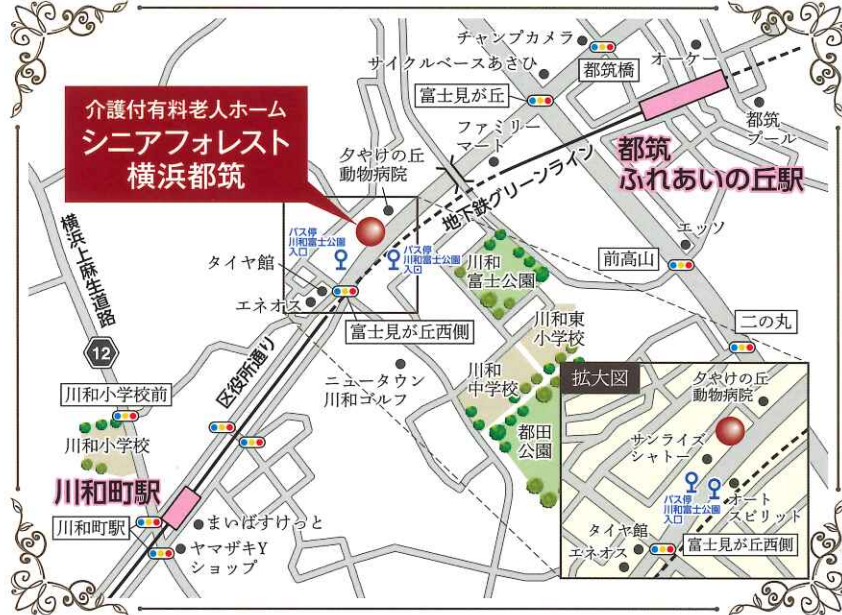 チャンプカメラ
サイクルベースあさひ
都筑橋
オーケー
富士見が丘
介護付有料老人ホーム
シニアフォレスト
横浜都筑
ファミリー
マート
都筑
プール
夕やけの丘
動物病院
都筑
ふれあいの丘駅
地下鉄グリーンライン
横浜上麻生道路
バス停
川和富士公園
入口
バス停
川和富士公園
入口
エッソ
タイヤ館
川和
富士公園
前高山
エネオス
富士見が丘西側
川和東
小学校
二の丸
12
区役所通り
ニュータウン
川和ゴルフ
川和
中学校
拡大図
夕やけの丘
動物病院
川和小学校前
川和小学校
都田
公園
サンライズ
シャトー
川和町駅
バス停
川和富士公園
入口
オート
スピリット
川和町駅
まいばすけっと
ヤマザキY
ショップ
タイヤ館
エネオス
富士見が丘西側